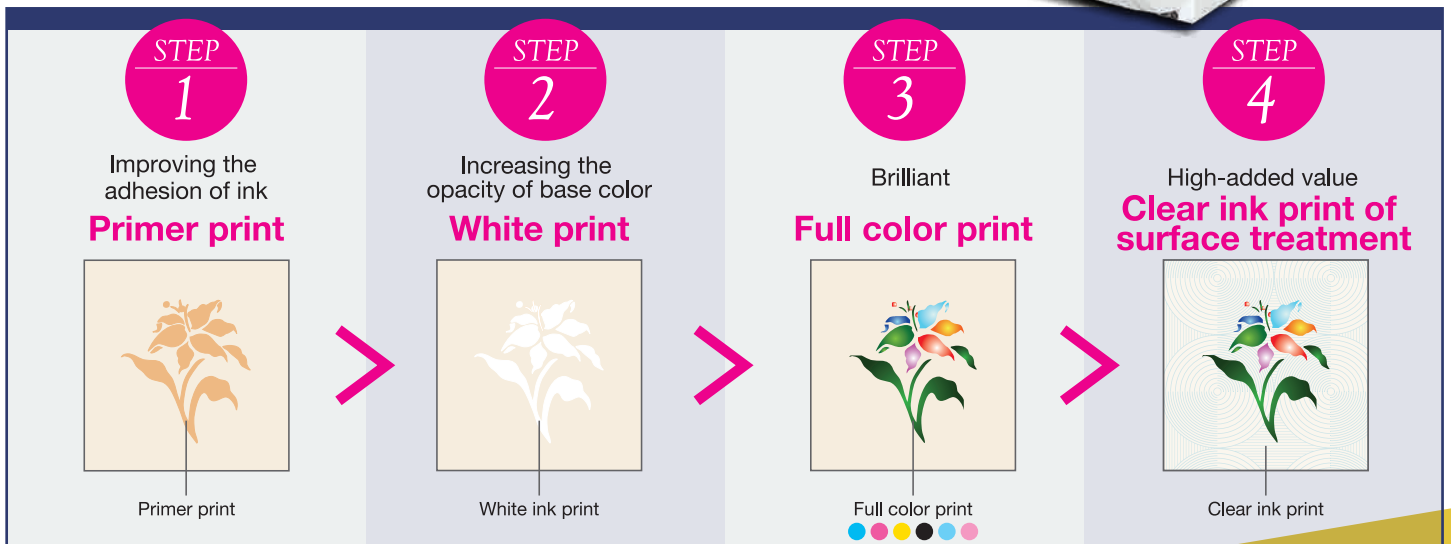 STEP
1
Improving the
adhesion of ink
Primer print
Primer print
STEP
2
Increasing the
opacity of base color
White print
White ink print
STEP
3
Brilliant
Full color print
Full color print
STEP
4
High-added value
Clear ink print of
surface treatment
Clear ink print